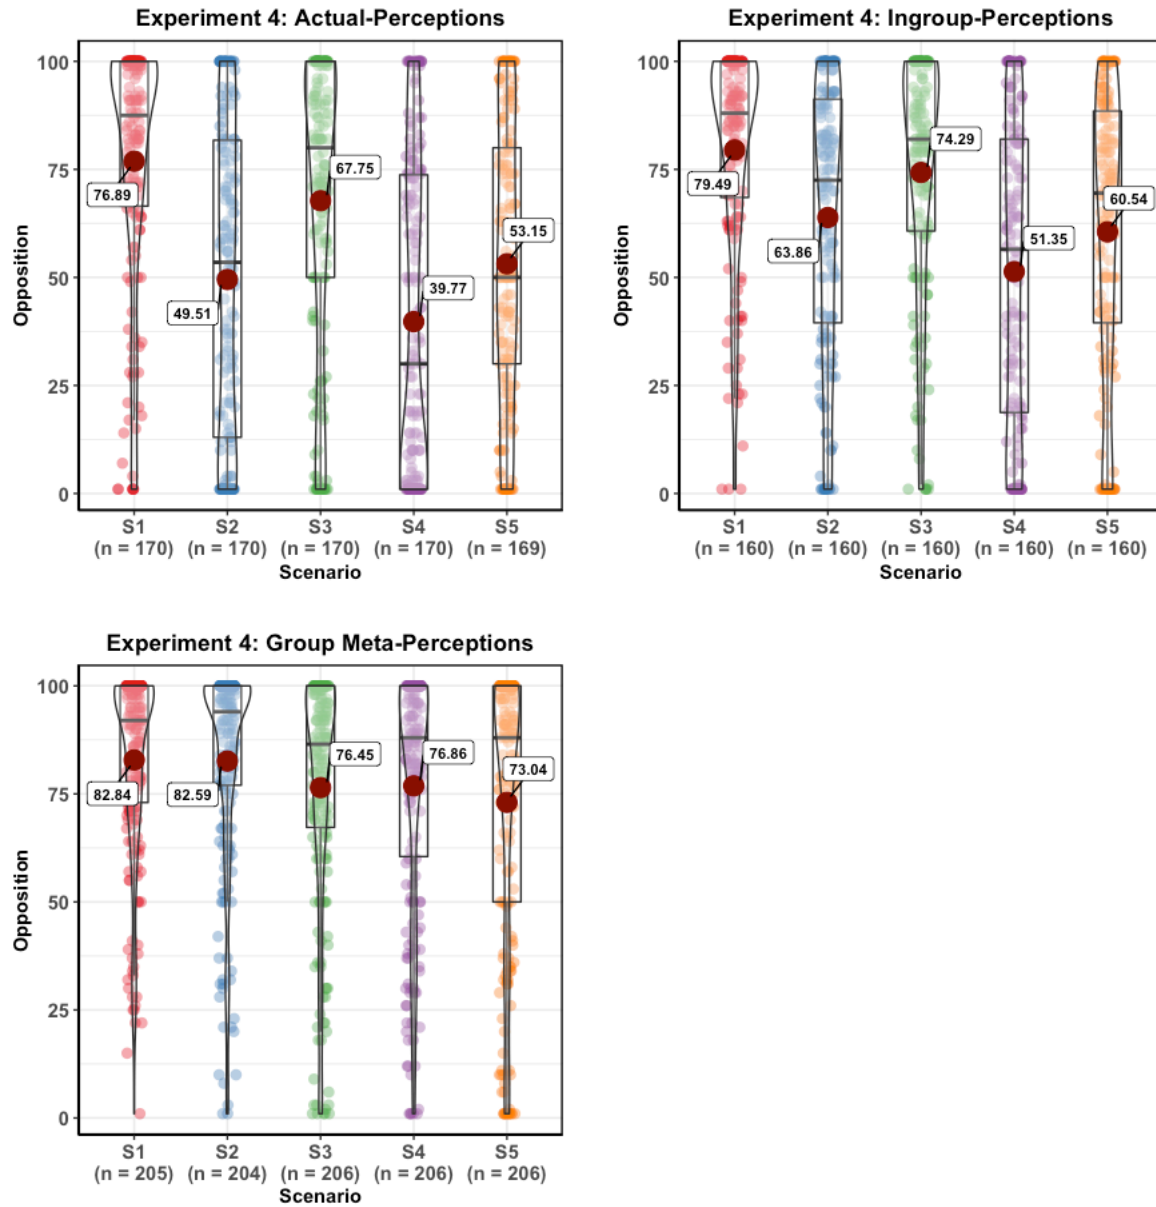 Experiment 4: Actual-Perceptions
100
75
50
25
0
Opposition
76.89
49.51
67.75
39.77
53.15
S1 S2 S3 S4 S5
(n = 170) (n = 170) (n = 170) (n = 170) (n = 169)
Scenario
Experiment 4: Ingroup-Perceptions
100
75
50
25
0
Opposition
79.49
63.86
74.29
51.35
60.54
S1 S2 S3 S4 S5
(n = 160) (n = 160) (n = 160) (n = 160) (n = 160)
Scenario
Experiment 4: Group Meta-Perceptions
100
75
50
25
0
Opposition
82.84
82.59
76.45
76.86
73.04
S1 S2 S3 S4 S5
(n = 205) (n = 204) (n = 206) (n = 206) (n = 206)
Scenario